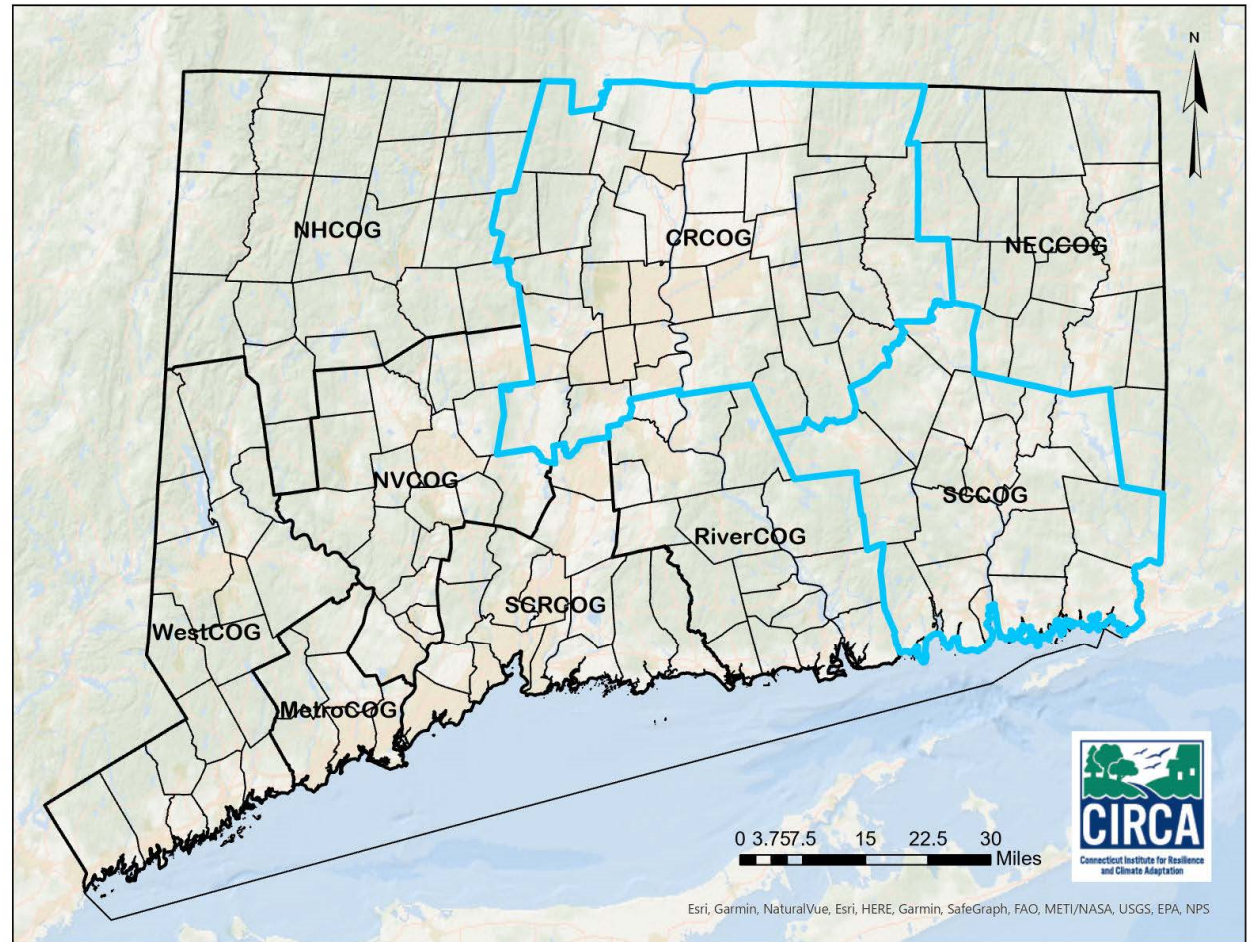 N
NHCOG
CRCOG
NECCOG
NVCOG
SCCOG
RiverCOG
SCRCOG
WestCOG
MetroCOG
0 3.757.5 15 22.5 30
Miles
CIRCA
Connecticut Institute for Resilience
and Climate Adaptation
Esri, Garmin, NaturalVue, Esri, HERE, Garmin, SafeGraph, FAO, METI/NASA, USGS, EPA, NPS